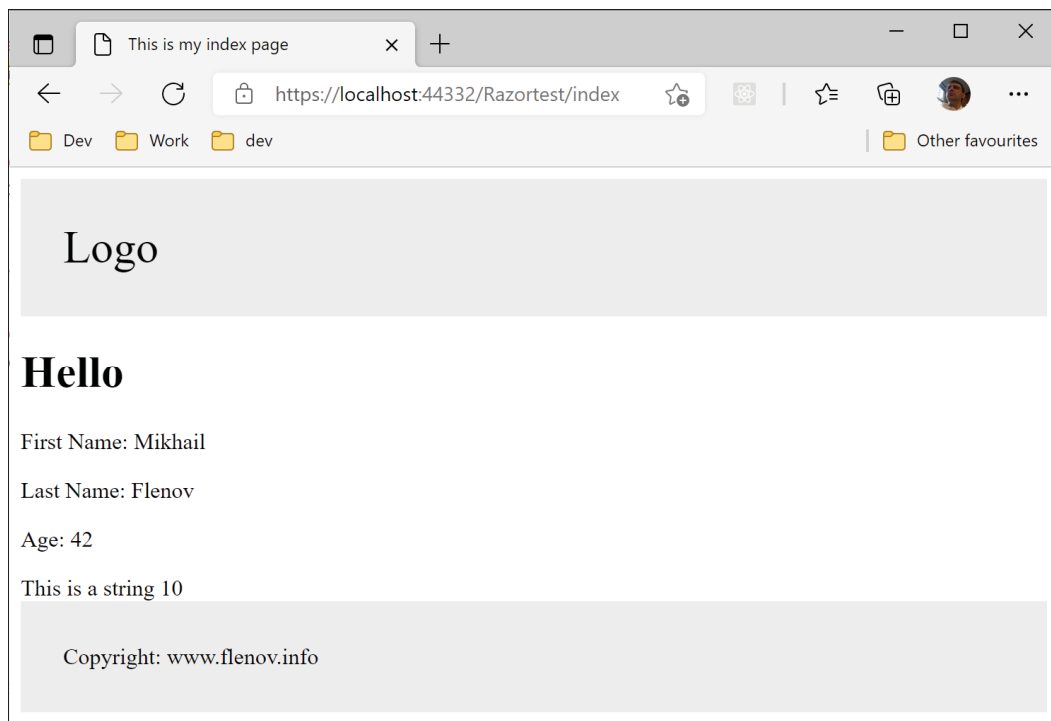 This is my index page
https://localhost:44332/Razortest/index
Dev Work dev Other favourites
Logo
Hello
First Name: Mikhail
Last Name: Flenov
Age: 42
This is a string 10
Copyright: www.flenov.info